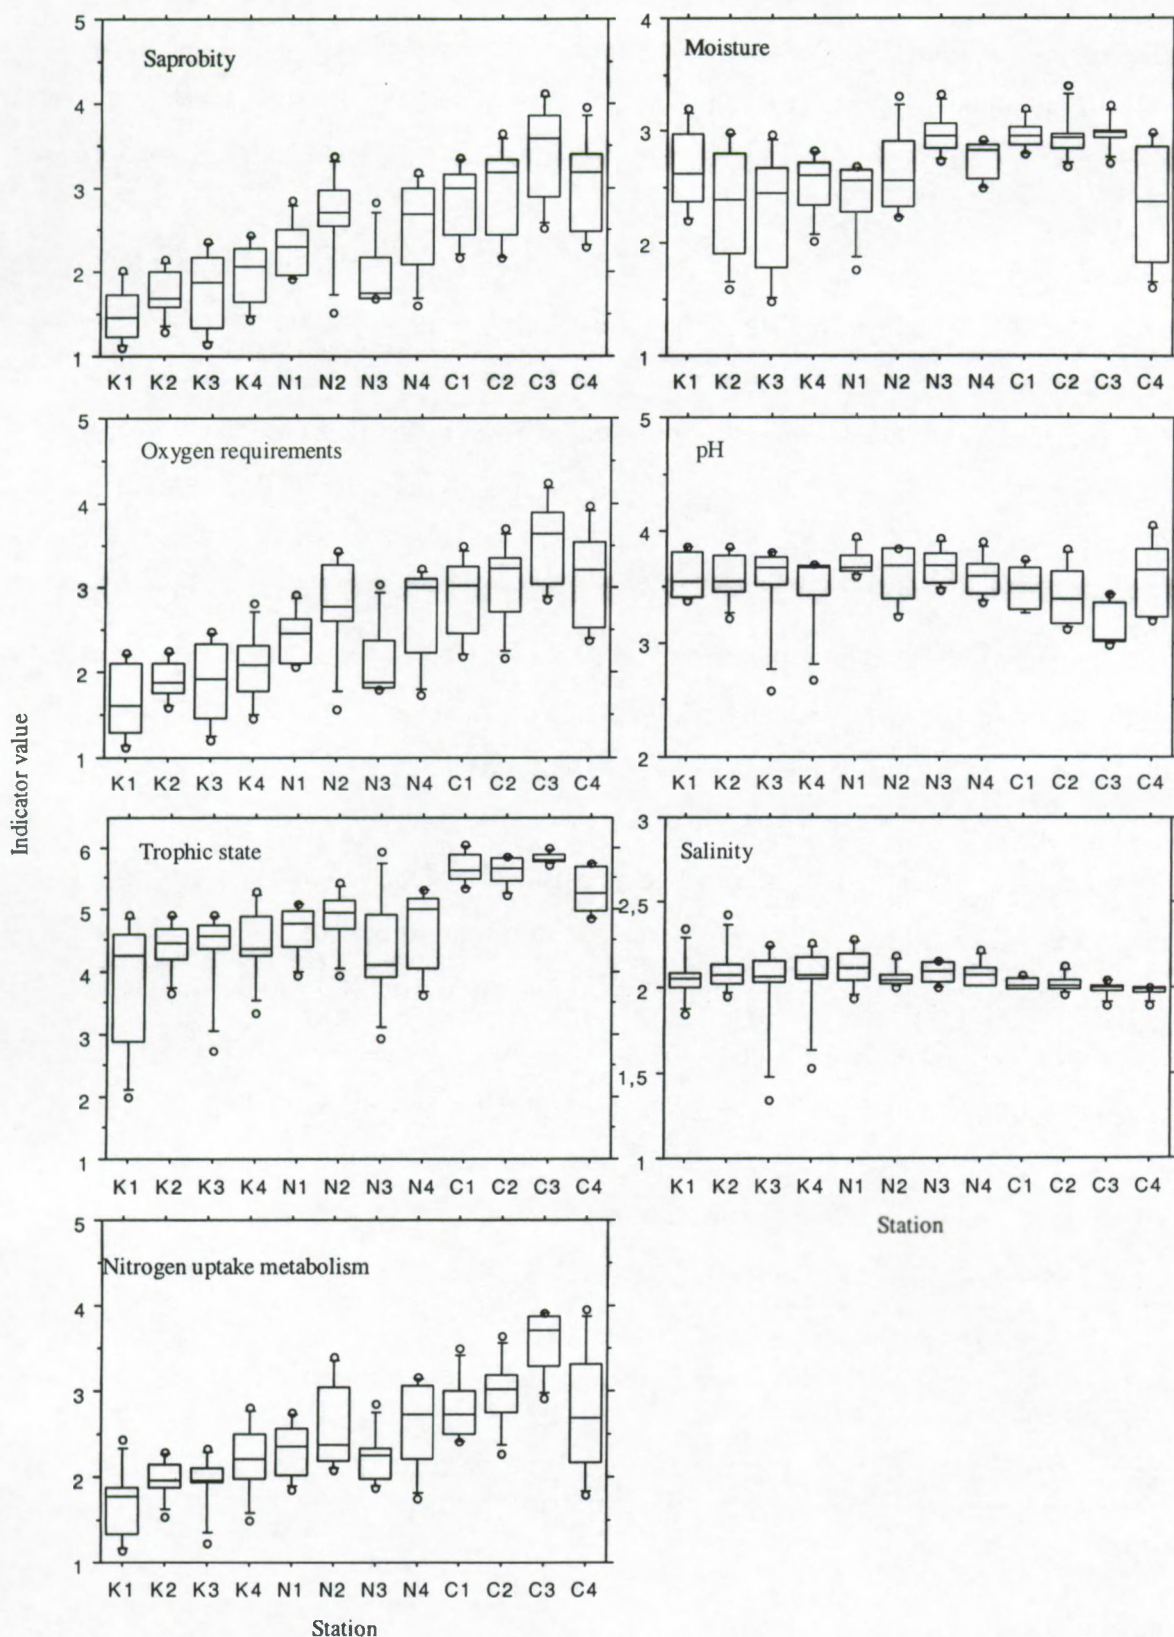 Saprobity
5
4
3
2
1
K1 K2 K3 K4 N1 N2 N3 N4 C1 C2 C3 C4
Moisture
4
3
2
1
K1 K2 K3 K4 N1 N2 N3 N4 C1 C2 C3 C4
Oxygen requirements
5
4
3
2
1
K1 K2 K3 K4 N1 N2 N3 N4 C1 C2 C3 C4
pH
5
4
3
2
K1 K2 K3 K4 N1 N2 N3 N4 C1 C2 C3 C4
Indicator value
Trophic state
6
5
4
3
2
1
K1 K2 K3 K4 N1 N2 N3 N4 C1 C2 C3 C4
Salinity
3
2,5
2
1,5
1
K1 K2 K3 K4 N1 N2 N3 N4 C1 C2 C3 C4
Station
Nitrogen uptake metabolism
5
4
3
2
1
K1 K2 K3 K4 N1 N2 N3 N4 C1 C2 C3 C4
Station